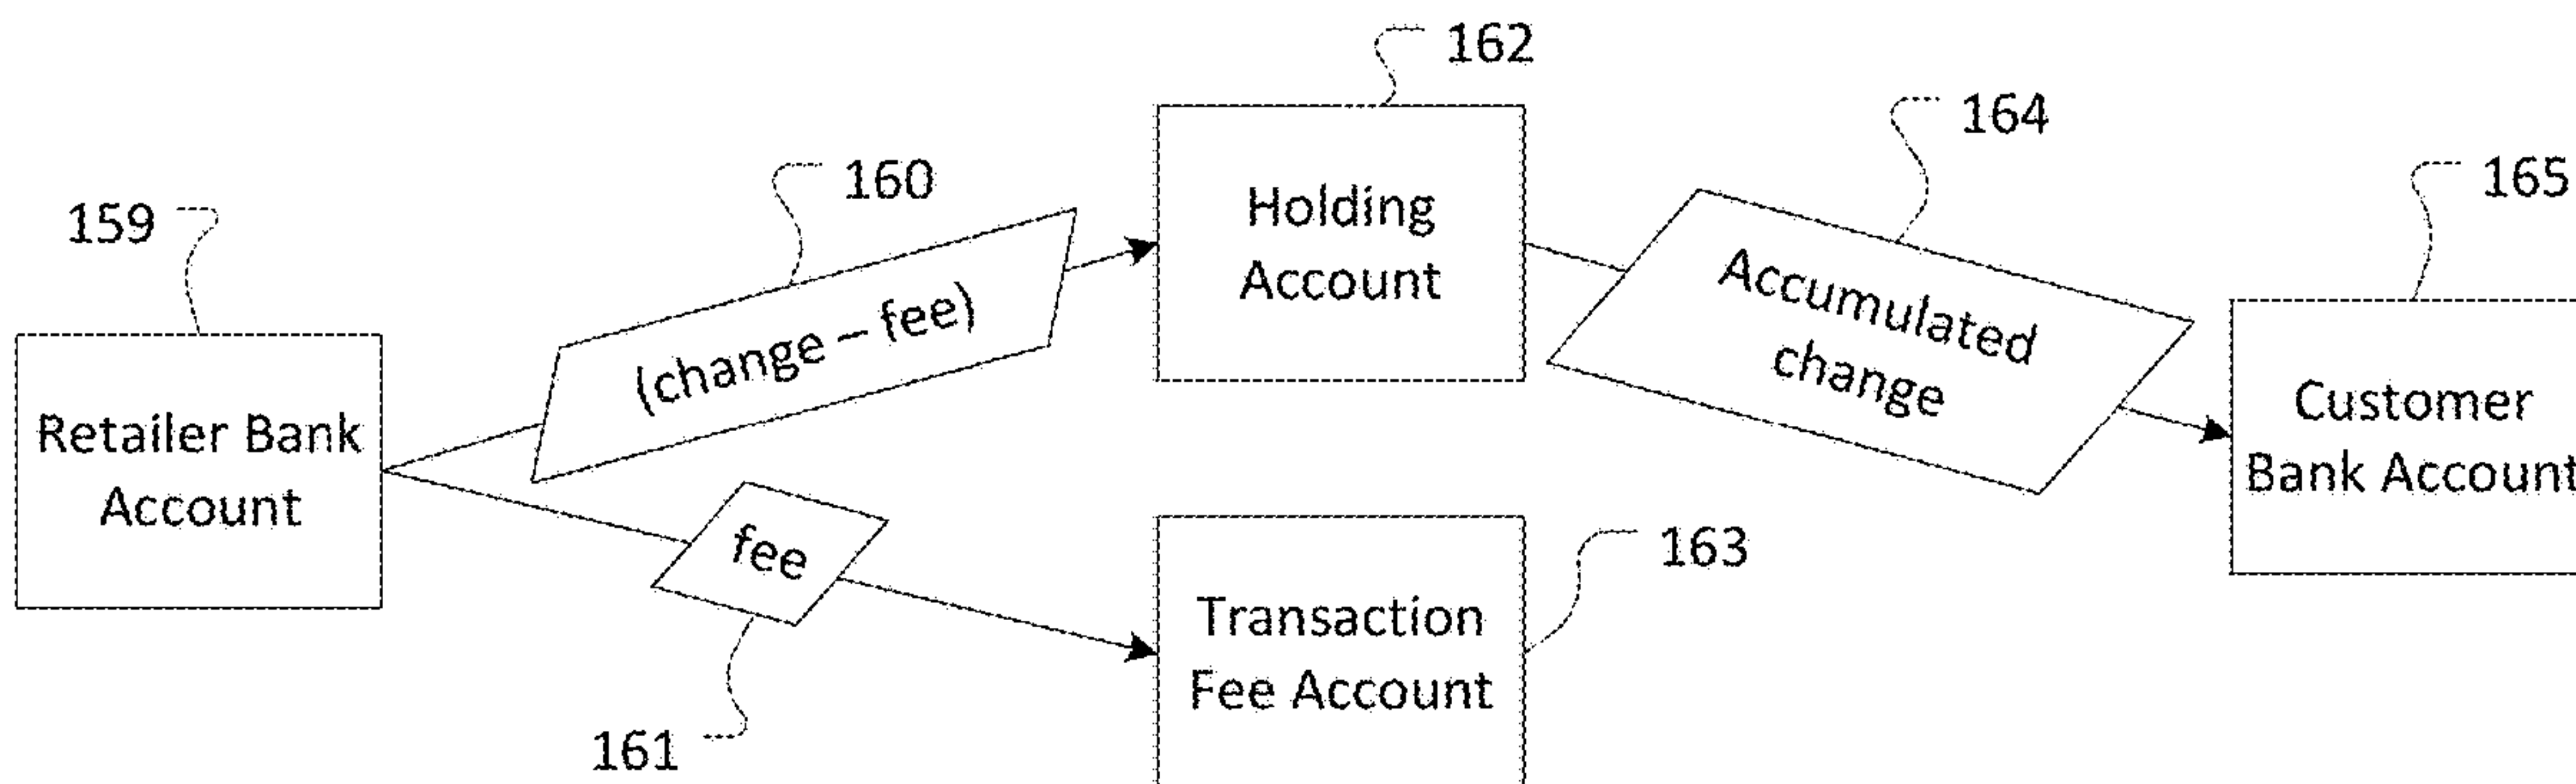 162
164
160
165
159
Holding
Account
Accumulated
change
(change – fee)
Customer
Bank Account
Retailer Bank
Account
fee
163
Transaction
Fee Account
161